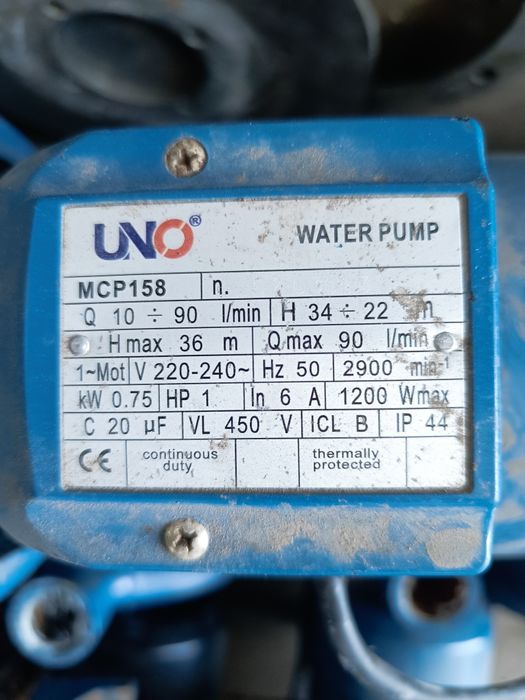 UNO® WATER PUMP
MCP158 n.
Q 10 ÷ 90 l/min H 34 ÷ 22 m
H max 36 m Qmax 90 l/min
1~Mot V 220-240~ Hz 50 2900 min-1
kW 0.75 HP 1 In 6 A 1200 Wmax
C 20 µF VL 450 V ICL B IP 44
CE continuous duty thermally protected